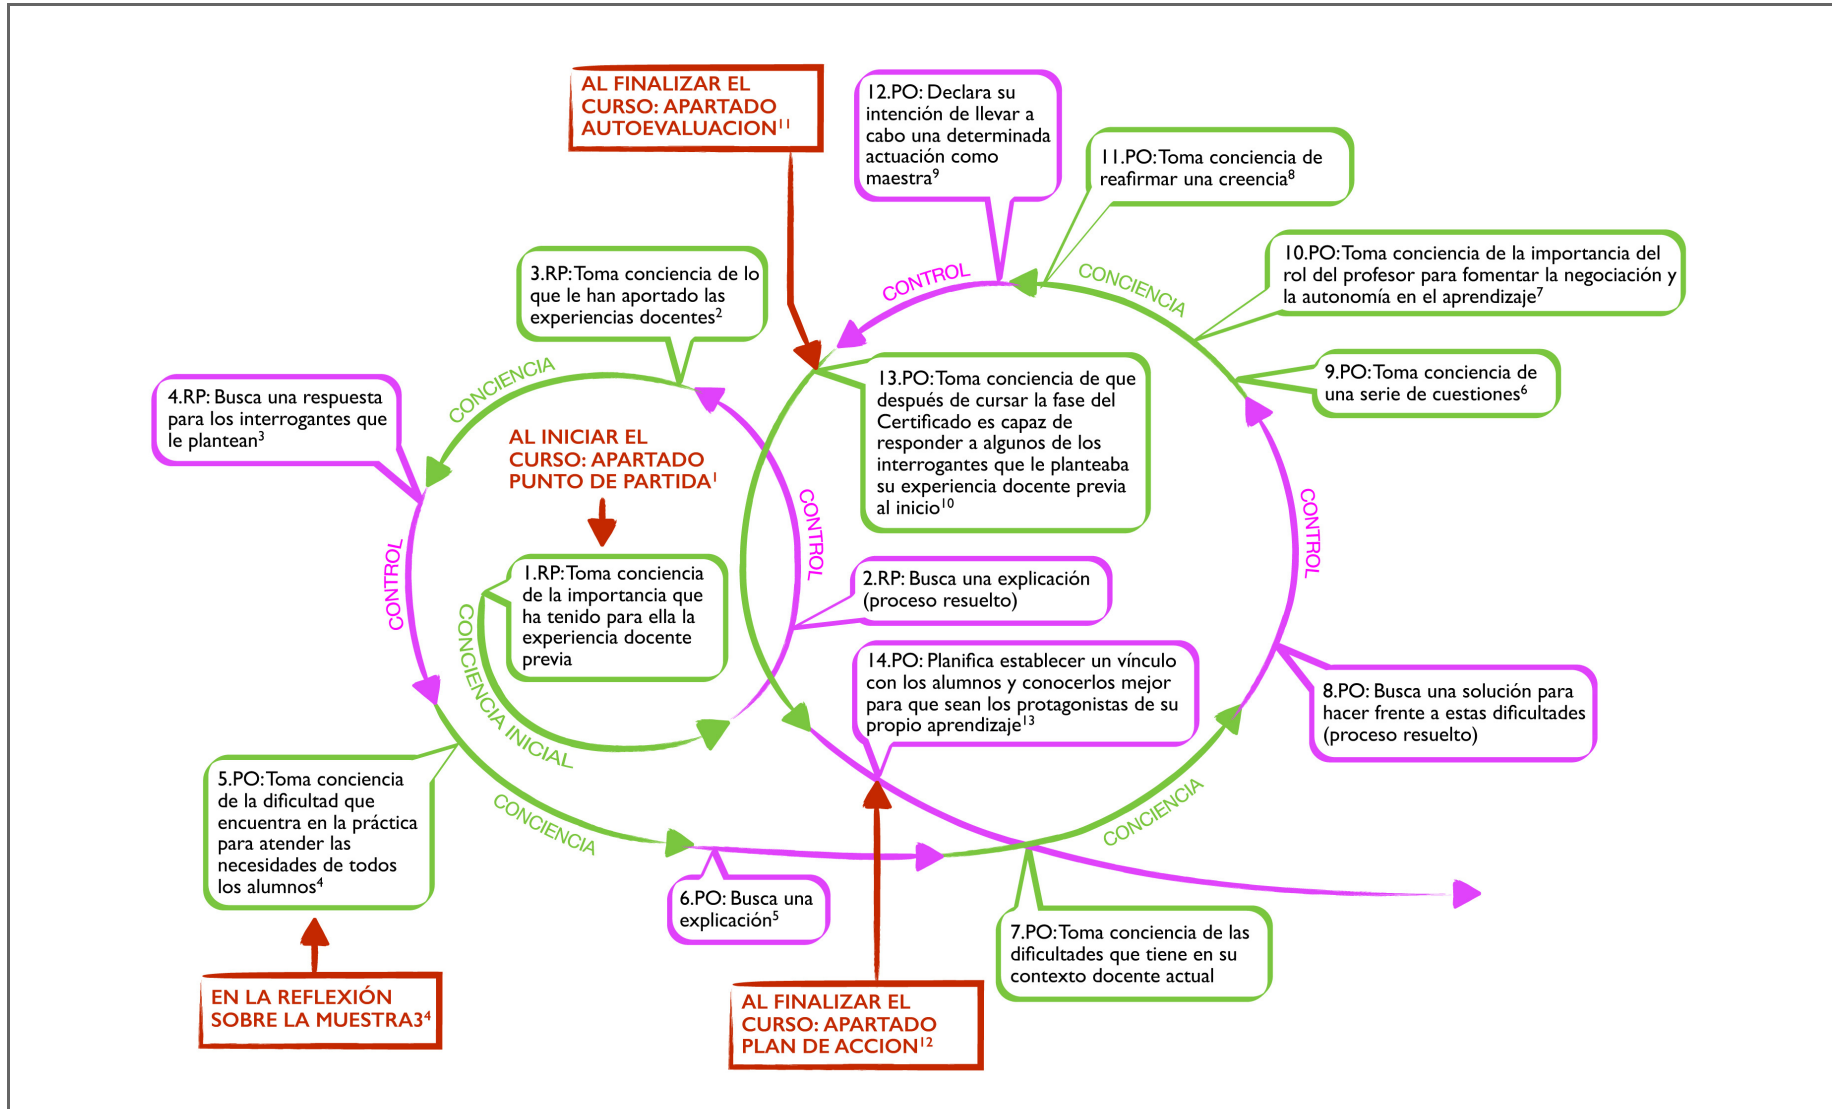 AL FINALIZAR EL
CURSO: APARTADO
AUTOEVALUACION¹¹
12.PO: Declara su
intención de llevar a
cabo una determinada
actuación como
maestra⁹
11.PO: Toma conciencia de
reafirmar una creencia⁸
10.PO: Toma conciencia de la importancia del
rol del profesor para fomentar la negociación y
la autonomía en el aprendizaje⁷
3.RP: Toma conciencia de lo
que le han aportado las
experiencias docentes²
CONTROL
CONCIENCIA
9.PO: Toma conciencia de
una serie de cuestiones⁶
CONCIENCIA
4.RP: Busca una respuesta
para los interrogantes que
le plantean³
13.PO: Toma conciencia de que
después de cursar la fase del
Certificado es capaz de
responder a algunos de los
interrogantes que le planteaba
su experiencia docente previa
al inicio¹⁰
AL INICIAR EL
CURSO: APARTADO
PUNTO DE PARTIDA¹
CONTROL
CONTROL
CONTROL
1.RP: Toma conciencia
de la importancia que
ha tenido para ella la
experiencia docente
previa
2.RP: Busca una explicación
(proceso resuelto)
CONCIENCIA INICIAL
14.PO: Planifica establecer un vínculo
con los alumnos y conocerlos mejor
para que sean los protagonistas de su
propio aprendizaje¹³
8.PO: Busca una solución para
hacer frente a estas dificultades
(proceso resuelto)
5.PO: Toma conciencia
de la dificultad que
encuentra en la práctica
para atender las
necesidades de todos
los alumnos⁴
CONCIENCIA
CONCIENCIA
6.PO: Busca una
explicación⁵
7.PO: Toma conciencia de las
dificultades que tiene en su
contexto docente actual
EN LA REFLEXIÓN
SOBRE LA MUESTRA3⁴
AL FINALIZAR EL
CURSO: APARTADO
PLAN DE ACCION¹²